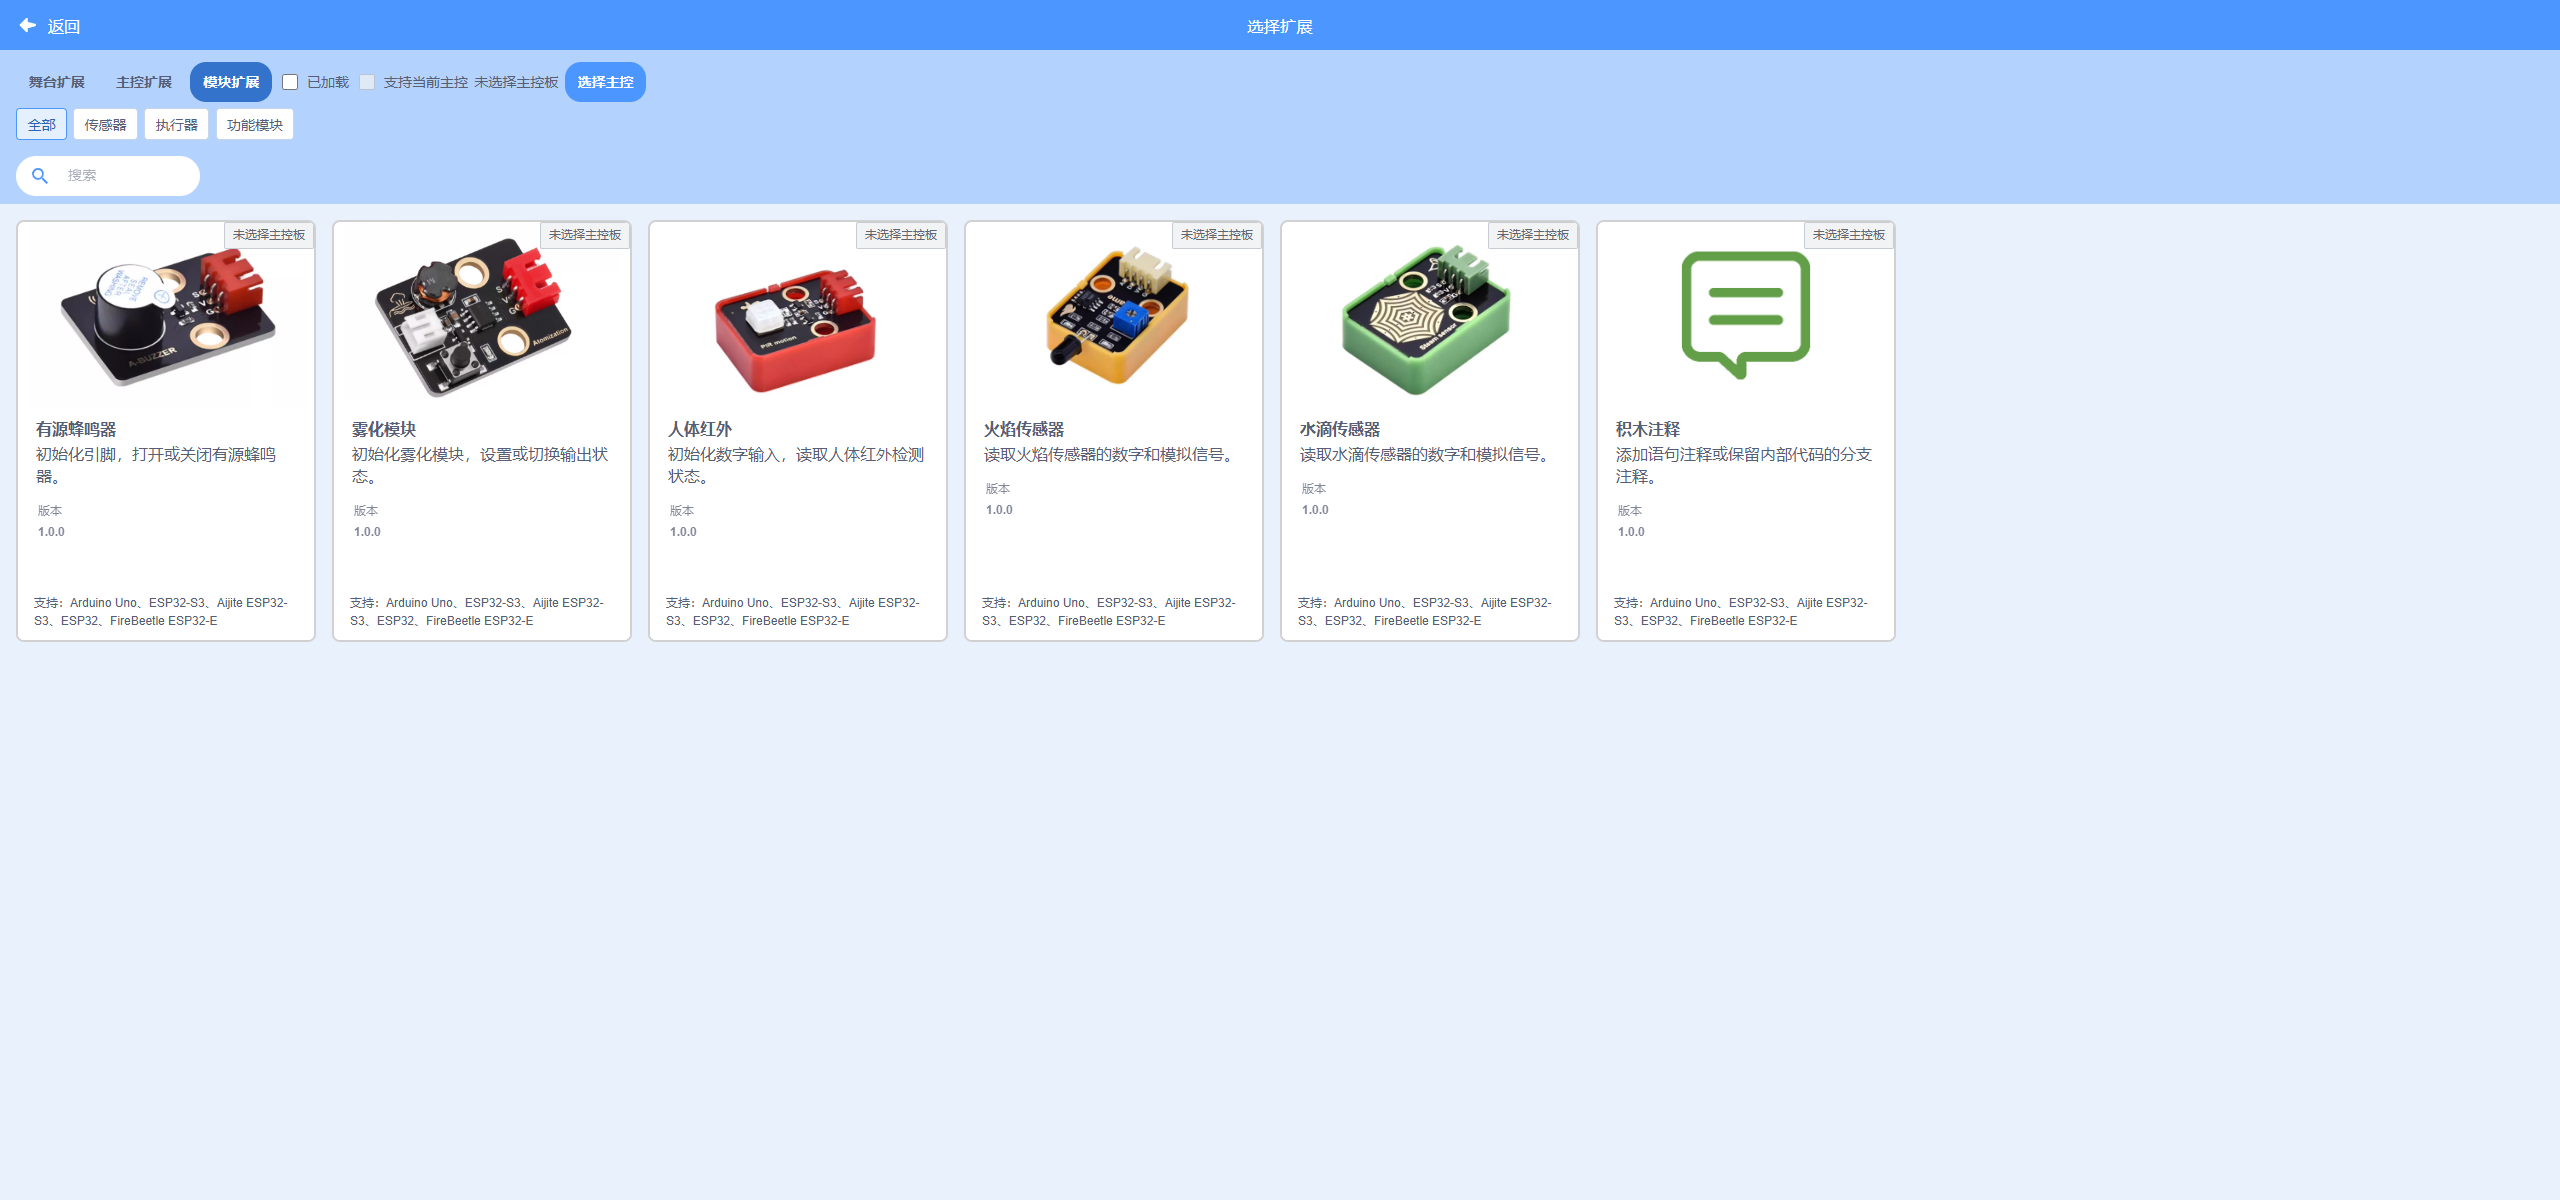 返回
选择扩展
舞台扩展 主控扩展 模块扩展 已加载 支持当前主控 未选择主控板 选择主控
全部 传感器 执行器 功能模块
搜索
未选择主控板
A-BUZZER
有源蜂鸣器
初始化引脚，打开或关闭有源蜂鸣
器。
版本
1.0.0
支持：Arduino Uno、ESP32-S3、Aijite ESP32-
S3、ESP32、FireBeetle ESP32-E
未选择主控板
Atomization
雾化模块
初始化雾化模块，设置或切换输出状
态。
版本
1.0.0
支持：Arduino Uno、ESP32-S3、Aijite ESP32-
S3、ESP32、FireBeetle ESP32-E
未选择主控板
PIR motion
人体红外
初始化数字输入，读取人体红外检测
状态。
版本
1.0.0
支持：Arduino Uno、ESP32-S3、Aijite ESP32-
S3、ESP32、FireBeetle ESP32-E
未选择主控板
火焰传感器
读取火焰传感器的数字和模拟信号。
版本
1.0.0
支持：Arduino Uno、ESP32-S3、Aijite ESP32-
S3、ESP32、FireBeetle ESP32-E
未选择主控板
Steam sensor
水滴传感器
读取水滴传感器的数字和模拟信号。
版本
1.0.0
支持：Arduino Uno、ESP32-S3、Aijite ESP32-
S3、ESP32、FireBeetle ESP32-E
未选择主控板
积木注释
添加语句注释或保留内部代码的分支
注释。
版本
1.0.0
支持：Arduino Uno、ESP32-S3、Aijite ESP32-
S3、ESP32、FireBeetle ESP32-E